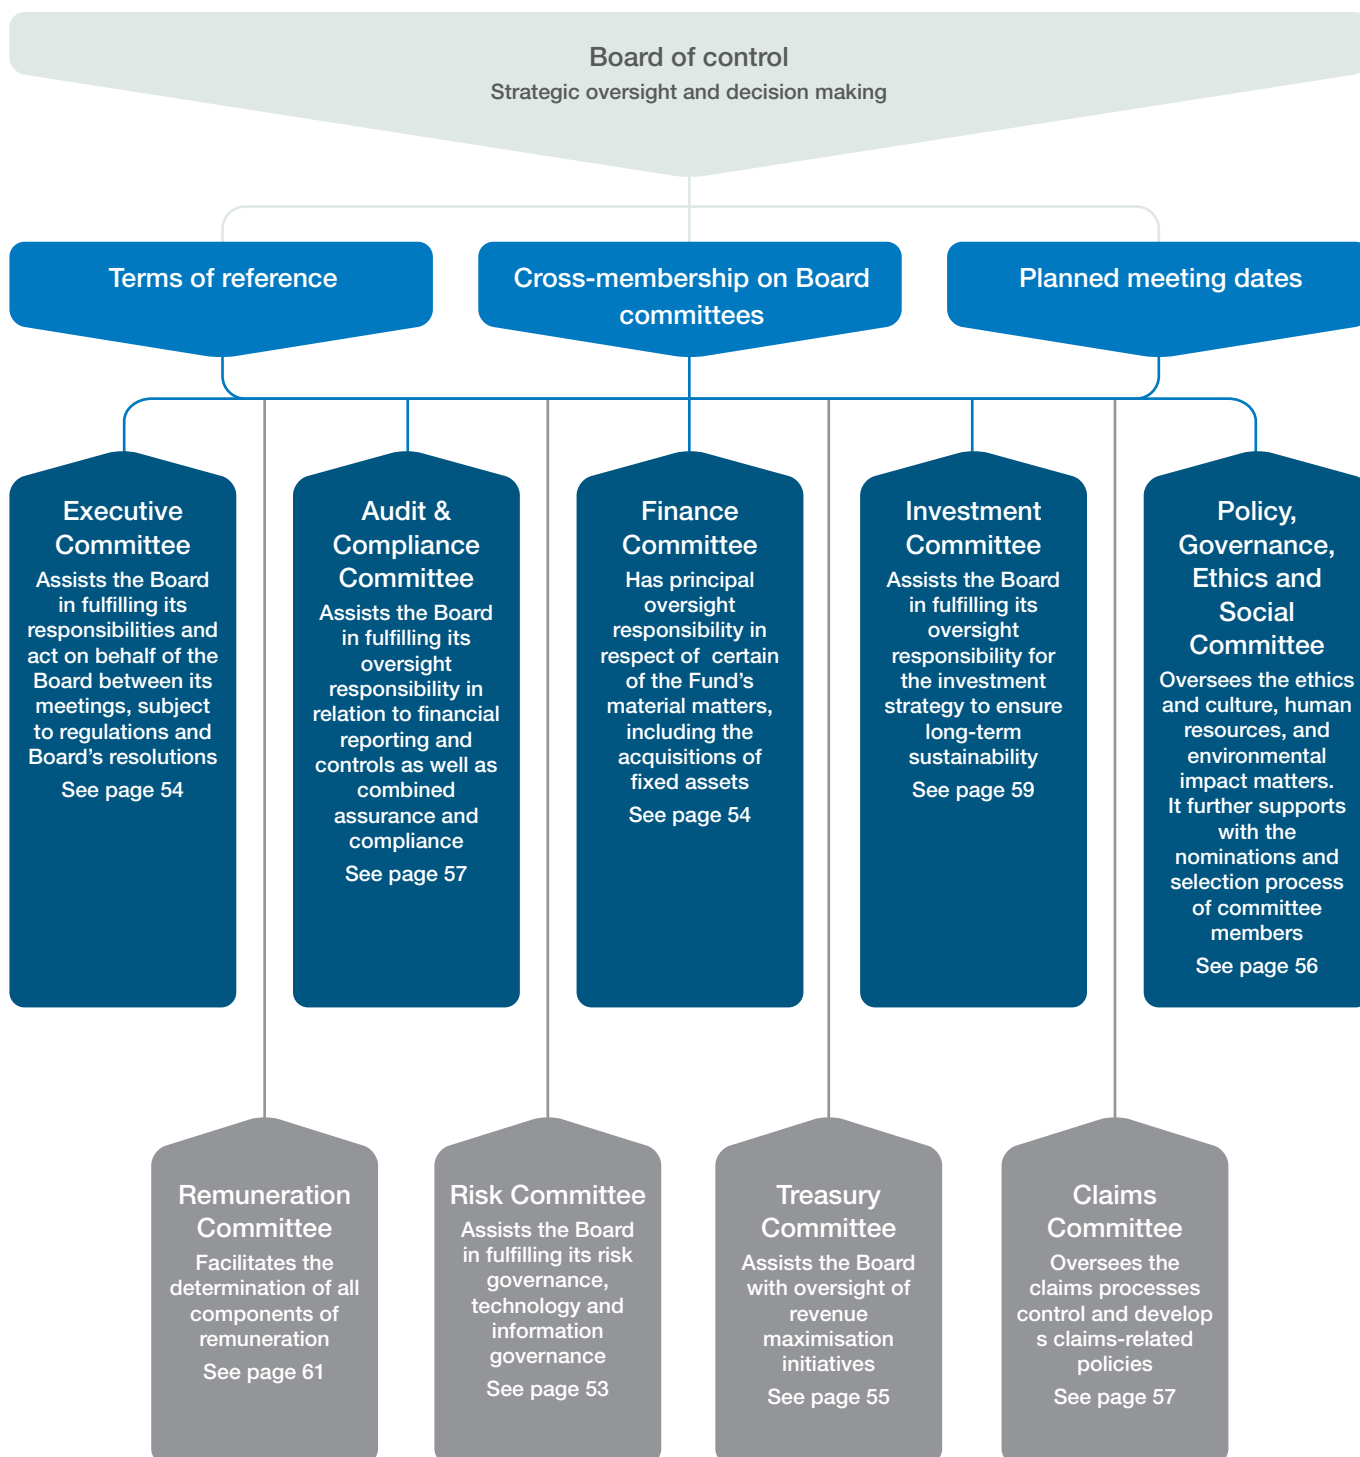 Board of control
Strategic oversight and decision making
Terms of reference
Cross-membership on Board
committees
Planned meeting dates
Executive
Committee
Assists the Board
in fulfilling its
responsibilities and
act on behalf of the
Board between its
meetings, subject
to regulations and
Board's resolutions
See page 54
Audit &
Compliance
Committee
Assists the Board
in fulfilling its
oversight
responsibility in
relation to financial
reporting and
controls as well as
combined
assurance and
compliance
See page 57
Finance
Committee
Has principal
oversight
responsibility in
respect of certain
of the Fund's
material matters,
including the
acquisitions of
fixed assets
See page 54
Investment
Committee
Assists the Board
in fulfilling its
oversight
responsibility for
the investment
strategy to ensure
long-term
sustainability
See page 59
Policy,
Governance,
Ethics and
Social
Committee
Oversees the ethics
and culture, human
resources, and
environmental
impact matters.
It further supports
with the
nominations and
selection process
of committee
members
See page 56
Remuneration
Committee
Facilitates the
determination of all
components of
remuneration
See page 61
Risk Committee
Assists the Board
in fulfilling its risk
governance,
technology and
information
governance
See page 53
Treasury
Committee
Assists the Board
with oversight of
revenue
maximisation
initiatives
See page 55
Claims
Committee
Oversees the
claims processes
control and develop
s claims-related
policies
See page 57